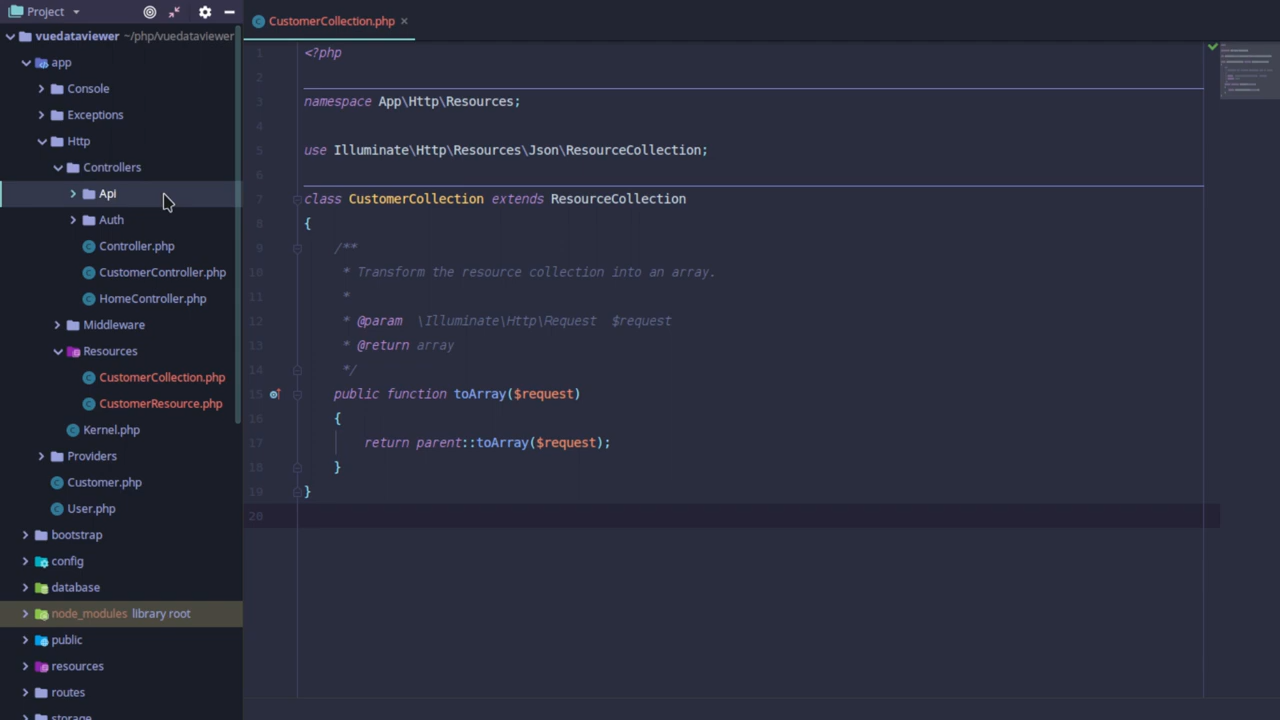 Project
vuedataviewer ~/php/vuedataviewer
app
Console
Exceptions
Http
Controllers
Api
Auth
Controller.php
CustomerController.php
HomeController.php
Middleware
Resources
CustomerCollection.php
CustomerResource.php
Kernel.php
Providers
Customer.php
User.php
bootstrap
config
database
node_modules library root
public
resources
routes
storage
CustomerCollection.php ×
1 <?php
2
3 namespace App\Http\Resources;
4
5 use Illuminate\Http\Resources\Json\ResourceCollection;
6
7 class CustomerCollection extends ResourceCollection
8 {
9 /**
10 * Transform the resource collection into an array.
11 *
12 * @param \Illuminate\Http\Request $request
13 * @return array
14 */
15 public function toArray($request)
16 {
17 return parent::toArray($request);
18 }
19 }
20